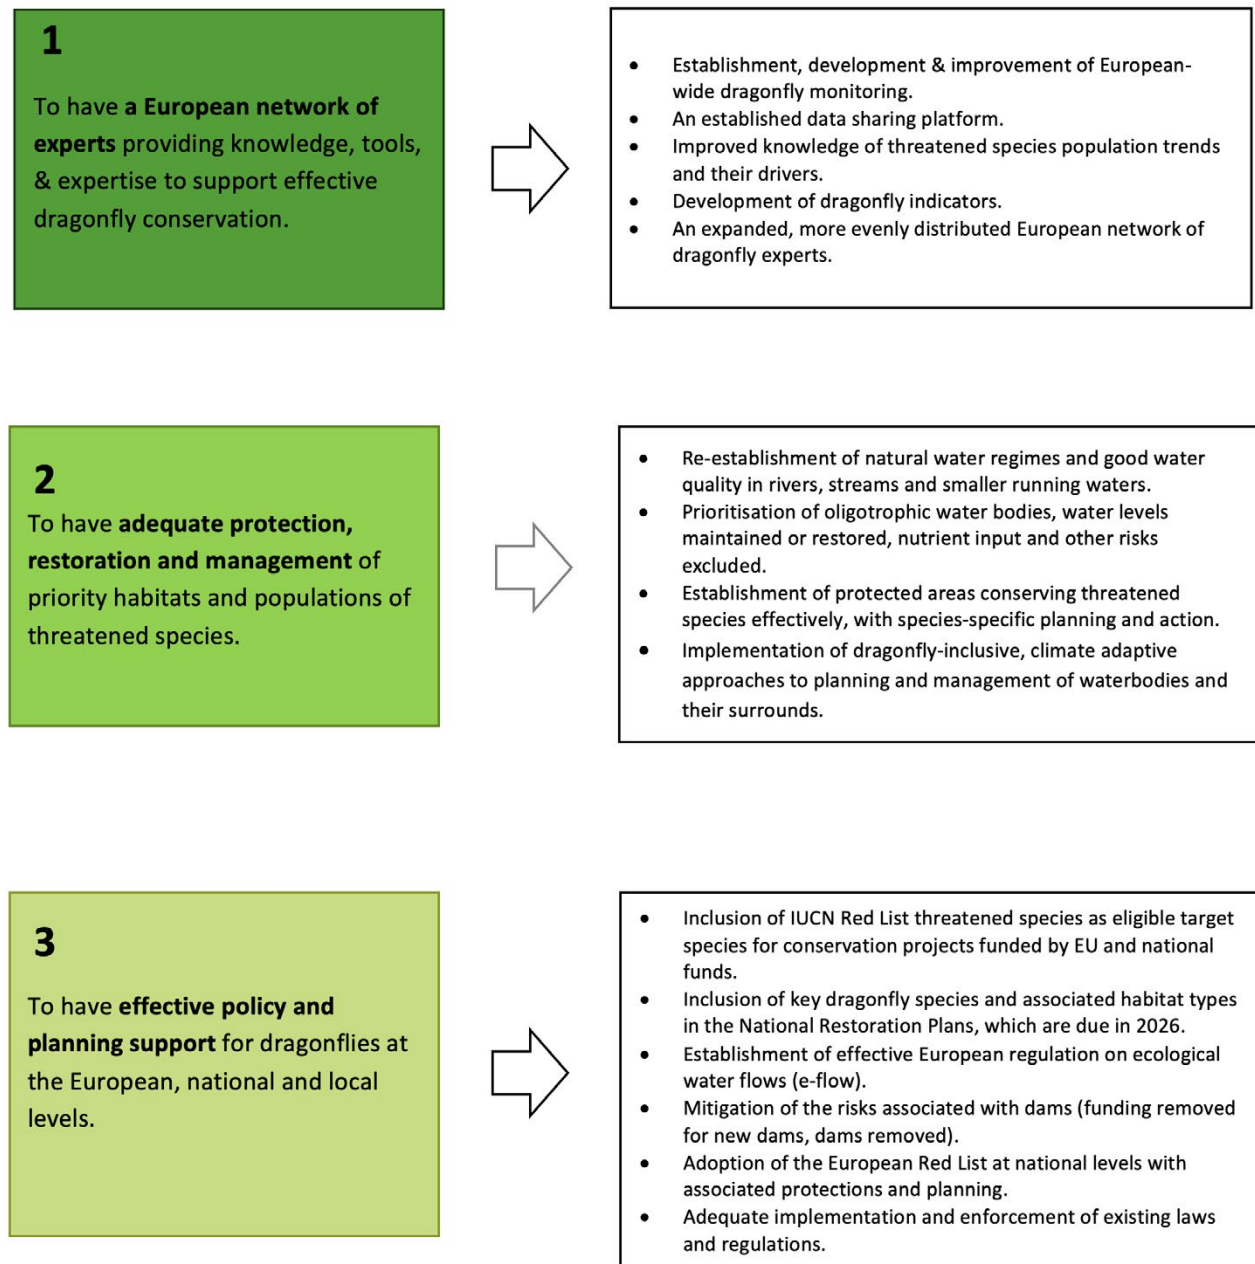 1
To have a European network of
experts providing knowledge, tools,
& expertise to support effective
dragonfly conservation.
• Establishment, development & improvement of European-
wide dragonfly monitoring.
• An established data sharing platform.
• Improved knowledge of threatened species population trends
and their drivers.
• Development of dragonfly indicators.
• An expanded, more evenly distributed European network of
dragonfly experts.
2
To have adequate protection,
restoration and management of
priority habitats and populations of
threatened species.
• Re-establishment of natural water regimes and good water
quality in rivers, streams and smaller running waters.
• Prioritisation of oligotrophic water bodies, water levels
maintained or restored, nutrient input and other risks
excluded.
• Establishment of protected areas conserving threatened
species effectively, with species-specific planning and action.
• Implementation of dragonfly-inclusive, climate adaptive
approaches to planning and management of waterbodies and
their surrounds.
3
To have effective policy and
planning support for dragonflies at
the European, national and local
levels.
• Inclusion of IUCN Red List threatened species as eligible target
species for conservation projects funded by EU and national
funds.
• Inclusion of key dragonfly species and associated habitat types
in the National Restoration Plans, which are due in 2026.
• Establishment of effective European regulation on ecological
water flows (e-flow).
• Mitigation of the risks associated with dams (funding removed
for new dams, dams removed).
• Adoption of the European Red List at national levels with
associated protections and planning.
• Adequate implementation and enforcement of existing laws
and regulations.